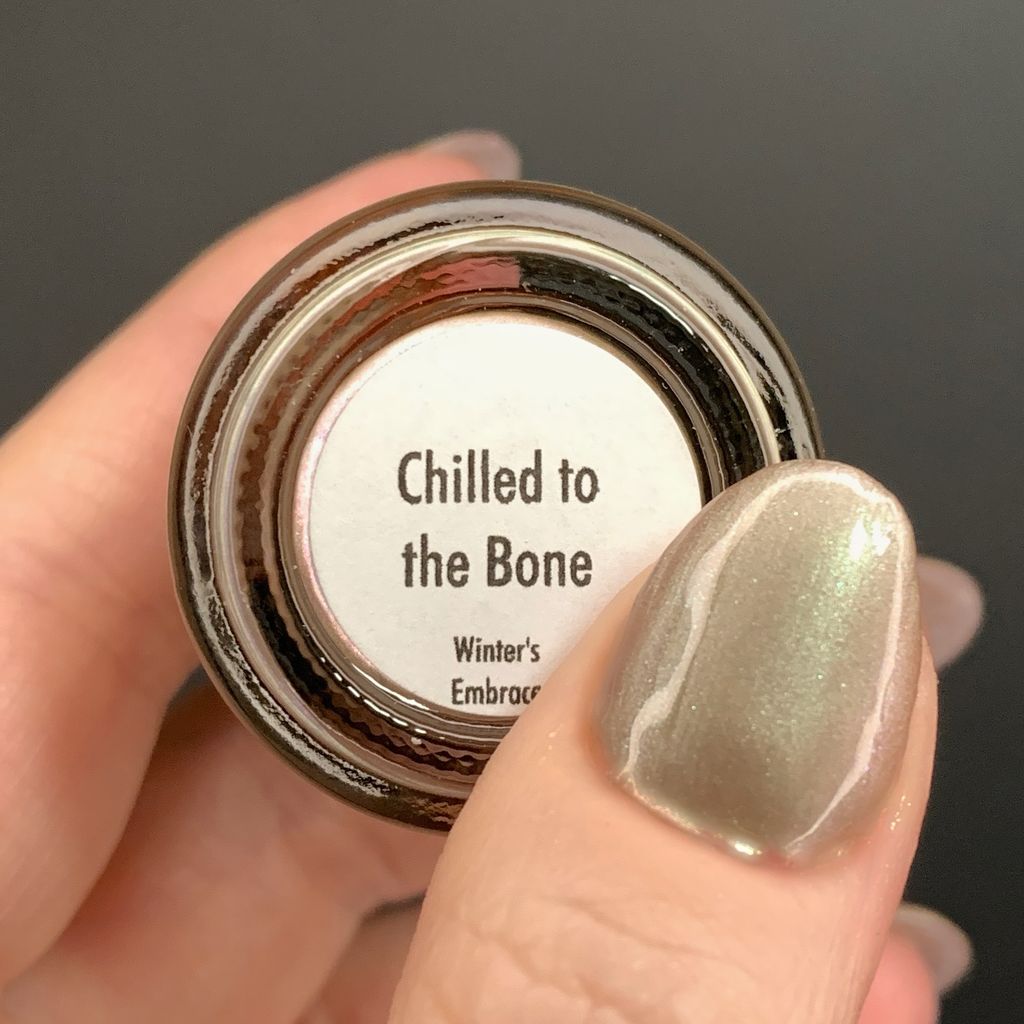 Chilled to
the Bone
Winter's
Embrace